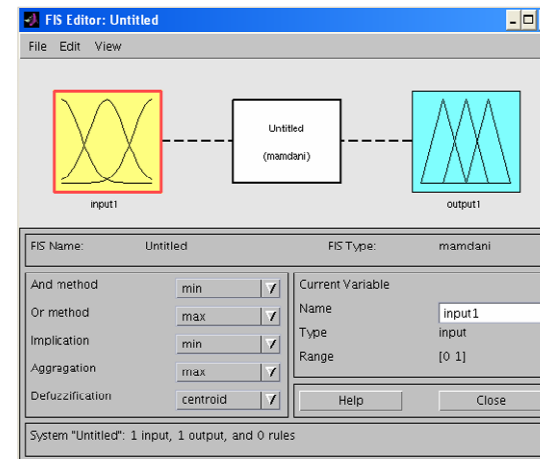 FIS Editor: Untitled
File Edit View
Untitled
(mamdani)
input1
output1
FIS Name: Untitled FIS Type: mamdani
And method min
Or method max
Implication min
Aggragation max
Defuzzification centroid
Current Variable
Name input1
Type input
Range [0 1]
Help Close
System "Untitled": 1 input, 1 output, and 0 rules